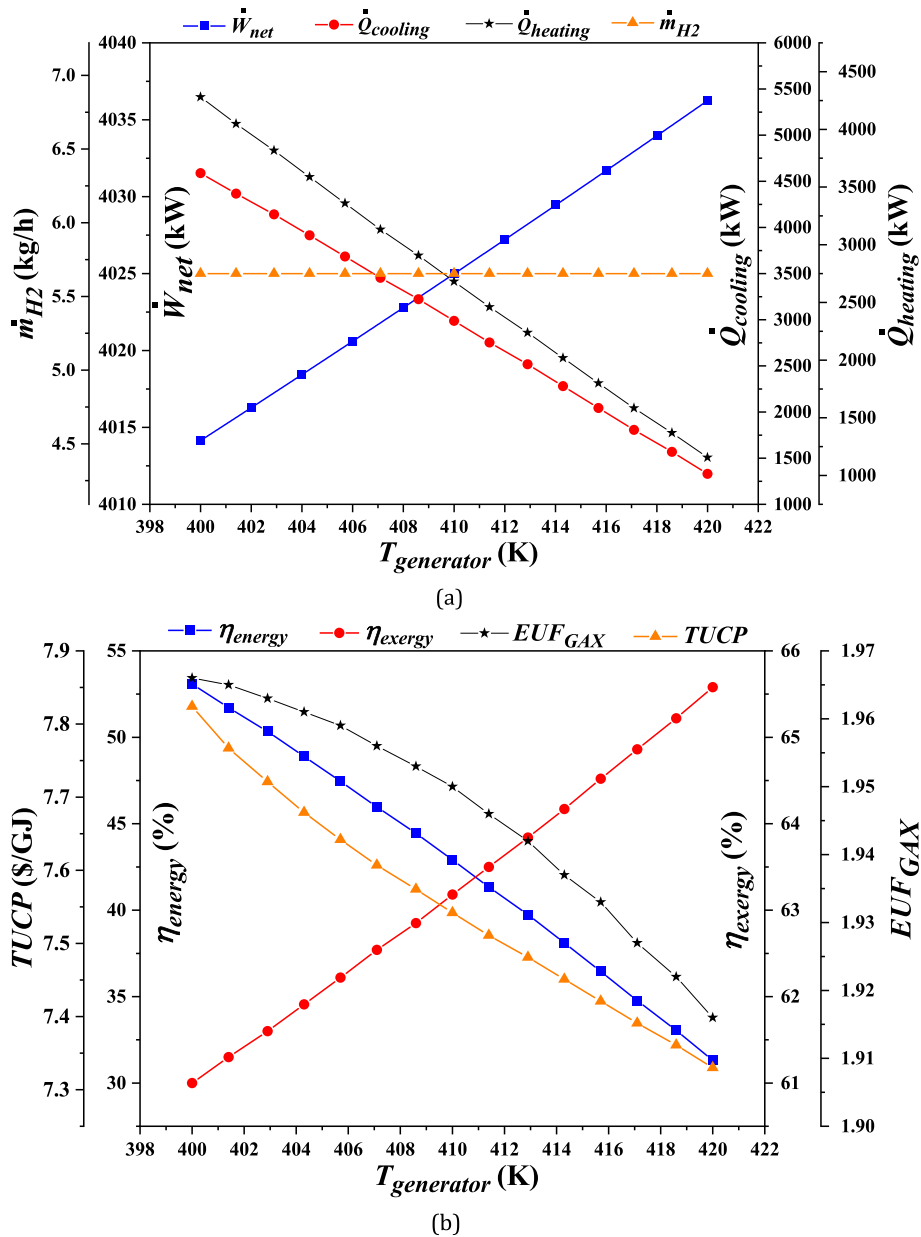 Ẇnet Q̇cooling Q̇heating ṁH2
4040 6000
7.0 4500
4035 5500
6.5 5000 4000
4030 4500
6.0 3500
4000
ṁH2 (kg/h) Ẇnet (kW) Q̇cooling (kW) Q̇heating (kW)
4025 3500 3000
5.5 2500
3000
4020
5.0 2500 2000
4015 2000 1500
4.5 1500
1000
4010 1000
398 400 402 404 406 408 410 412 414 416 418 420 422
Tgenerator (K)
(a)
ηenergy ηexergy EUFGAX TUCP
7.9 55 66 1.97
7.8 50 65 1.96
7.7 1.95
45 64
7.6 1.94
TUCP ($/GJ) ηenergy (%) ηexergy (%) EUFGAX
40 63
7.5 1.93
35 62
7.4 1.92
7.3 30 61 1.91
1.90
398 400 402 404 406 408 410 412 414 416 418 420 422
Tgenerator (K)
(b)